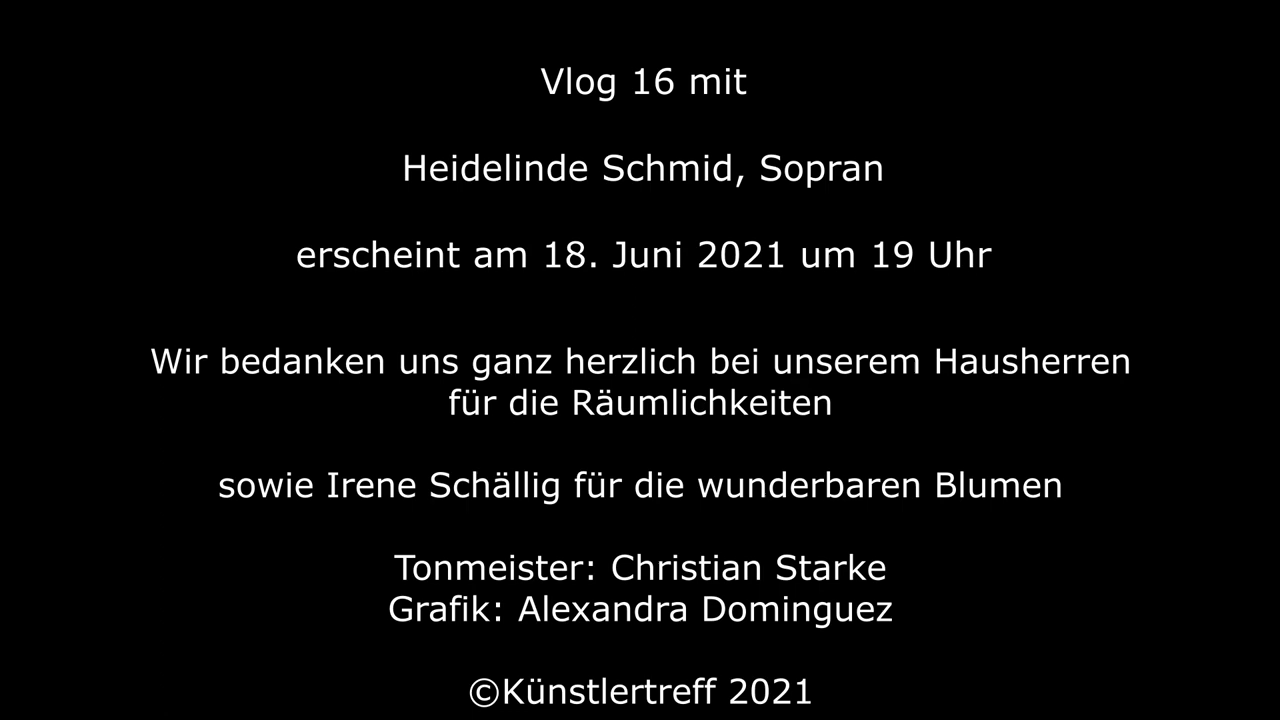 Vlog 16 mit
Heidelinde Schmid, Sopran
erscheint am 18. Juni 2021 um 19 Uhr
Wir bedanken uns ganz herzlich bei unserem Hausherren
für die Räumlichkeiten
sowie Irene Schällig für die wunderbaren Blumen
Tonmeister: Christian Starke
Grafik: Alexandra Dominguez
©Künstlertreff 2021